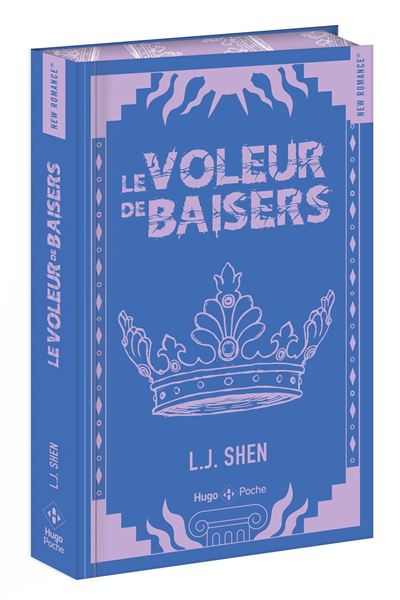 LE VOLEUR
DE BAISERS
L.J. SHEN
Hugo Poche
NEW ROMANCE®
NEW ROMANCE®
LE VOLEUR DE BAISERS
L.J. SHEN
Hugo
Poche